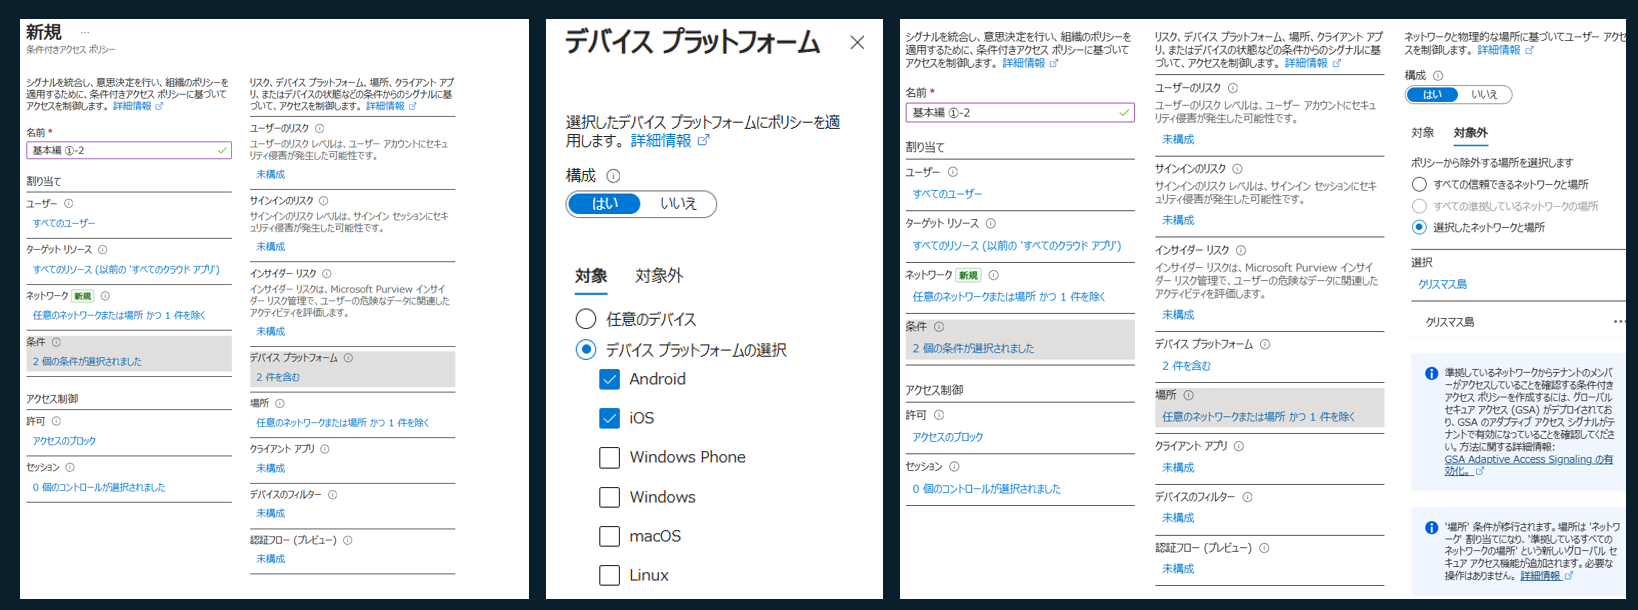 新規
…
条件付きアクセス ポリシー
シグナルを統合し、意思決定を行い、組織のポリシーを
適用するために、条件付きアクセス ポリシーに基づいて
アクセスを制御します。 詳細情報
名前 *
基本編 ①-2
割り当て
ユーザー
すべてのユーザー
ターゲット リソース
すべてのリソース (以前の 'すべてのクラウド アプリ')
ネットワーク 新規
任意のネットワークまたは場所 かつ 1 件を除く
条件
2 個の条件が選択されました
アクセス制御
許可
アクセスのブロック
セッション
0 個のコントロールが選択されました
リスク、デバイス プラットフォーム、場所、クライアント アプ
リ、またはデバイスの状態などの条件からのシグナルに基
づいて、アクセスを制御します。 詳細情報
ユーザーのリスク
ユーザーのリスク レベルは、ユーザー アカウントにセキュ
リティ侵害が発生した可能性です。
未構成
サインインのリスク
サインインのリスク レベルは、サインイン セッションにセキ
ュリティ侵害が発生した可能性です。
未構成
インサイダー リスク
インサイダー リスクは、Microsoft Purview インサイ
ダー リスク管理で、ユーザーの危険なデータに関連した
アクティビティを評価します。
未構成
デバイス プラットフォーム
2 件を含む
場所
任意のネットワークまたは場所 かつ 1 件を除く
クライアント アプリ
未構成
デバイスのフィルター
未構成
認証フロー (プレビュー)
未構成
デバイス プラットフォーム
選択したデバイス プラットフォームにポリシーを適
用します。 詳細情報
構成
はい いいえ
対象 対象外
任意のデバイス
デバイス プラットフォームの選択
Android
iOS
Windows Phone
Windows
macOS
Linux
シグナルを統合し、意思決定を行い、組織のポリシーを
適用するために、条件付きアクセス ポリシーに基づいて
アクセスを制御します。 詳細情報
名前 *
基本編 ①-2
割り当て
ユーザー
すべてのユーザー
ターゲット リソース
すべてのリソース (以前の 'すべてのクラウド アプリ')
ネットワーク 新規
任意のネットワークまたは場所 かつ 1 件を除く
条件
2 個の条件が選択されました
アクセス制御
許可
アクセスのブロック
セッション
0 個のコントロールが選択されました
リスク、デバイス プラットフォーム、場所、クライアント アプ
リ、またはデバイスの状態などの条件からのシグナルに基
づいて、アクセスを制御します。 詳細情報
ユーザーのリスク
ユーザーのリスク レベルは、ユーザー アカウントにセキュ
リティ侵害が発生した可能性です。
未構成
サインインのリスク
サインインのリスク レベルは、サインイン セッションにセキ
ュリティ侵害が発生した可能性です。
未構成
インサイダー リスク
インサイダー リスクは、Microsoft Purview インサイ
ダー リスク管理で、ユーザーの危険なデータに関連した
アクティビティを評価します。
未構成
デバイス プラットフォーム
2 件を含む
場所
任意のネットワークまたは場所 かつ 1 件を除く
クライアント アプリ
未構成
デバイスのフィルター
未構成
認証フロー (プレビュー)
未構成
ネットワークと物理的な場所に基づいてユーザー アクセ
スを制御します。 詳細情報
構成
はい いいえ
対象 対象外
ポリシーから除外する場所を選択します
すべての信頼できるネットワークと場所
すべての準拠しているネットワークの場所
選択したネットワークと場所
選択
クリスマス島
クリスマス島 …
準拠しているネットワークからテナントのメンバ
ーがアクセスしていることを確認する条件付き
アクセス ポリシーを作成するには、グローバル
セキュア アクセス (GSA) がデプロイされてお
り、GSA のアダプティブ アクセス シグナルがテ
ナントで有効になっていることを確認してくださ
い。方法に関する詳細情報:
GSA Adaptive Access Signaling の有
効化。
'場所' 条件が移行されます。場所は 'ネットワ
ーク' 割り当てになり、'準拠しているすべての
ネットワークの場所' という新しいグローバル セ
キュア アクセス機能が追加されます。必要な
操作はありません。 詳細情報